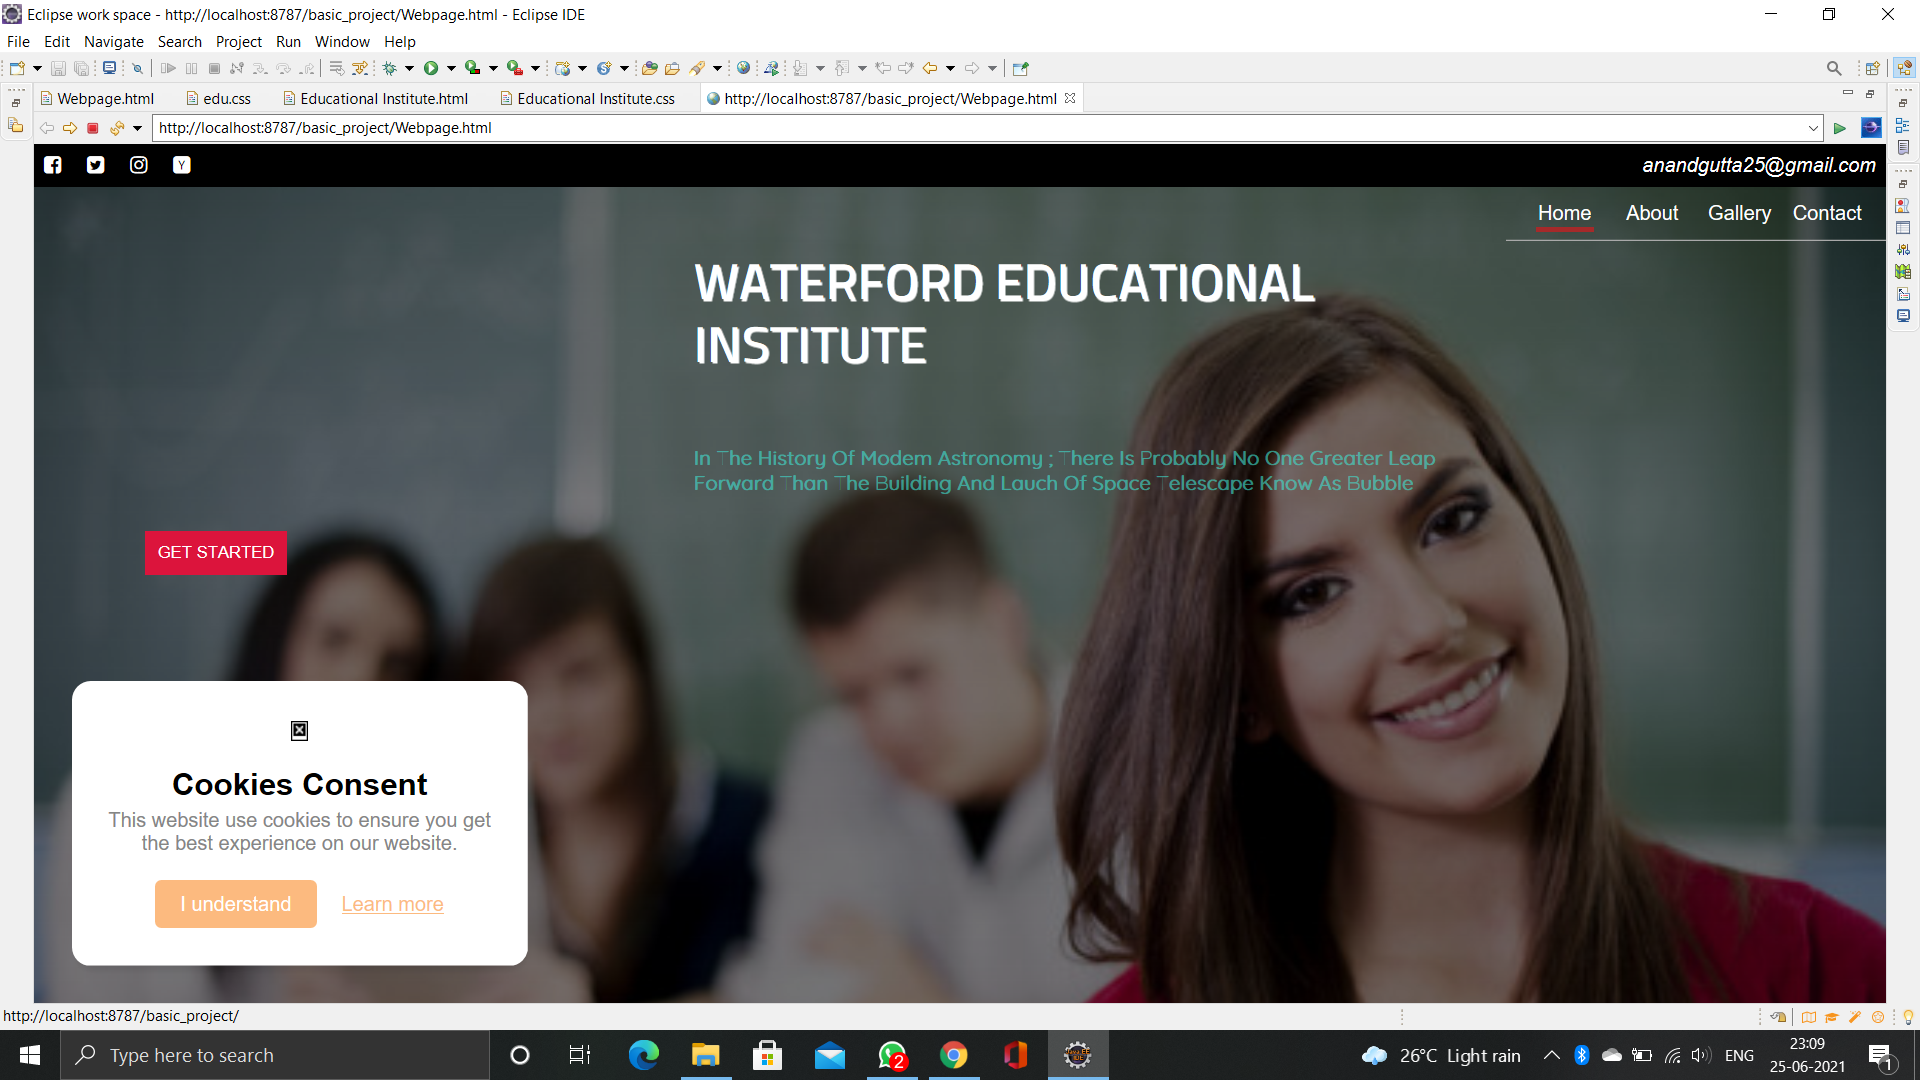 Eclipse work space - http://localhost:8787/basic_project/Webpage.html - Eclipse IDE
File Edit Navigate Search Project Run Window Help
Webpage.html edu.css Educational Institute.html Educational Institute.css http://localhost:8787/basic_project/Webpage.html
http://localhost:8787/basic_project/Webpage.html
Y anandgutta25@gmail.com
Home About Gallery Contact
WATERFORD EDUCATIONAL
INSTITUTE
In The History Of Modem Astronomy ; There Is Probably No One Greater Leap
Forward Than The Building And Lauch Of Space Telescape Know As Bubble
GET STARTED
Cookies Consent
This website use cookies to ensure you get
the best experience on our website.
I understand Learn more
http://localhost:8787/basic_project/
Type here to search
2
26°C Light rain
ENG
23:09
25-06-2021
1